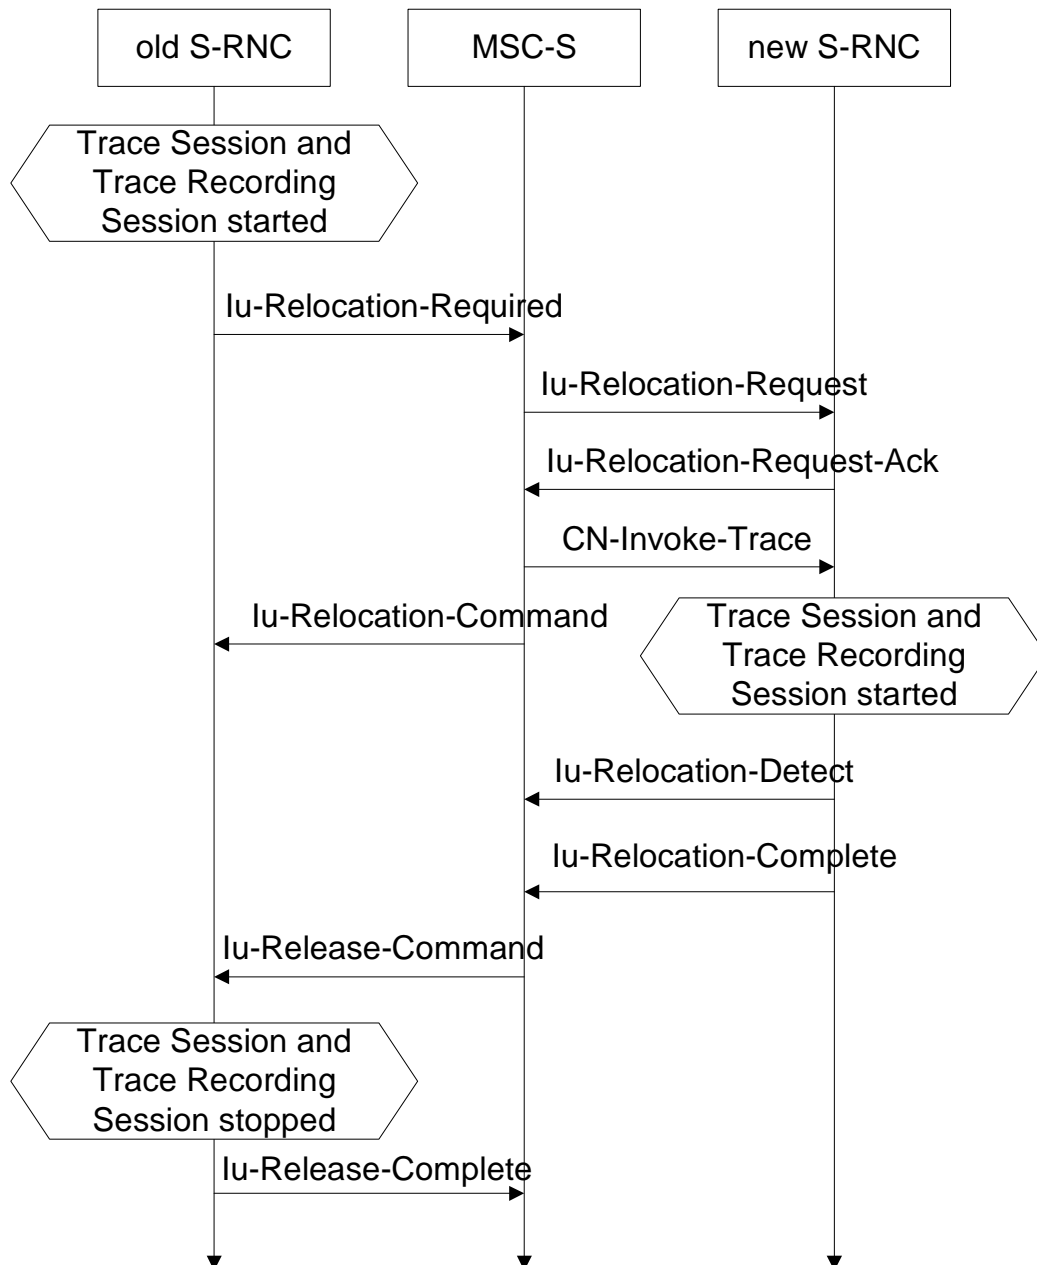 old S-RNC
MSC-S
new S-RNC
Trace Session and
Trace Recording
Session started
Iu-Relocation-Required
Iu-Relocation-Request
Iu-Relocation-Request-Ack
CN-Invoke-Trace
Iu-Relocation-Command
Trace Session and
Trace Recording
Session started
Iu-Relocation-Detect
Iu-Relocation-Complete
Iu-Release-Command
Trace Session and
Trace Recording
Session stopped
Iu-Release-Complete